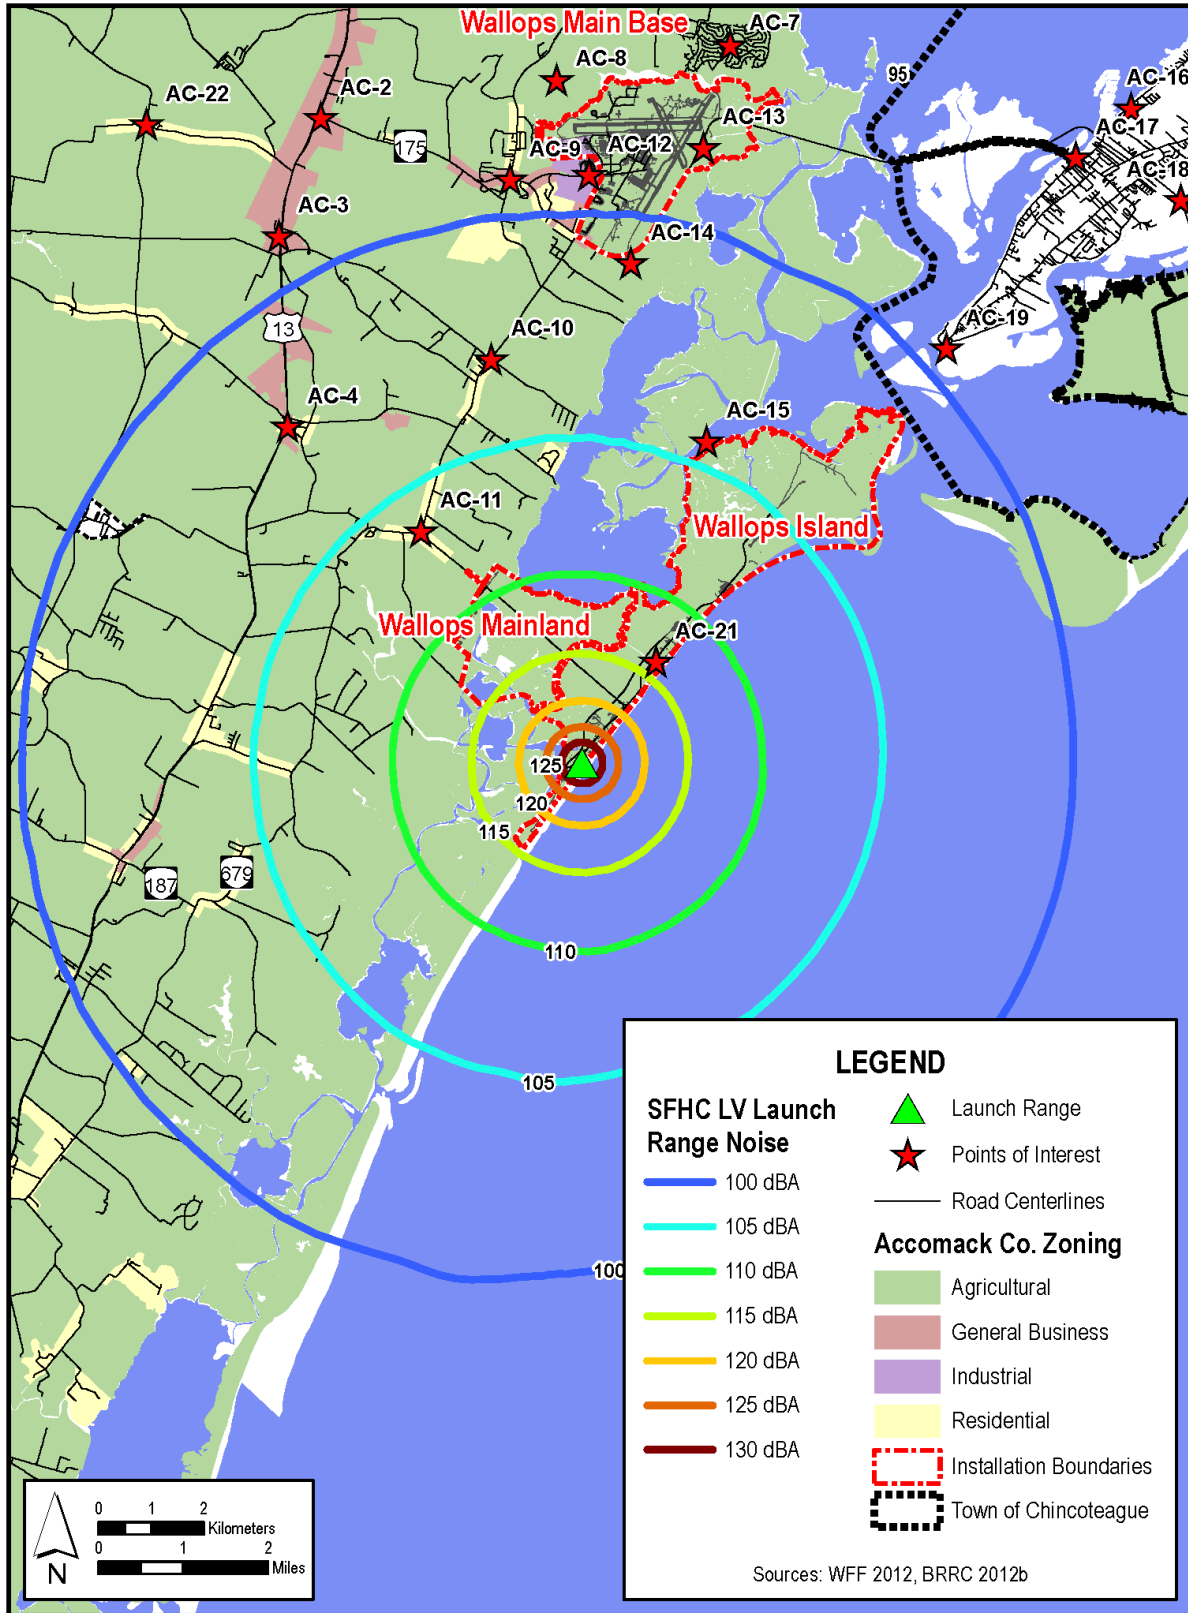 Wallops Main Base
AC-7
AC-8
95
AC-16
AC-22
AC-2
AC-13
AC-17
175
AC-9
AC-12
AC-18
AC-3
AC-14
13
AC-19
AC-10
AC-4
AC-15
AC-11
Wallops Island
Wallops Mainland
AC-21
125
120
115
187
679
110
105
100
LEGEND
SFHC LV Launch
Range Noise
100 dBA
105 dBA
110 dBA
115 dBA
120 dBA
125 dBA
130 dBA
Launch Range
Points of Interest
Road Centerlines
Accomack Co. Zoning
Agricultural
General Business
Industrial
Residential
Installation Boundaries
Town of Chincoteague
Sources: WFF 2012, BRRC 2012b
N
0 1 2
Kilometers
0 1 2
Miles